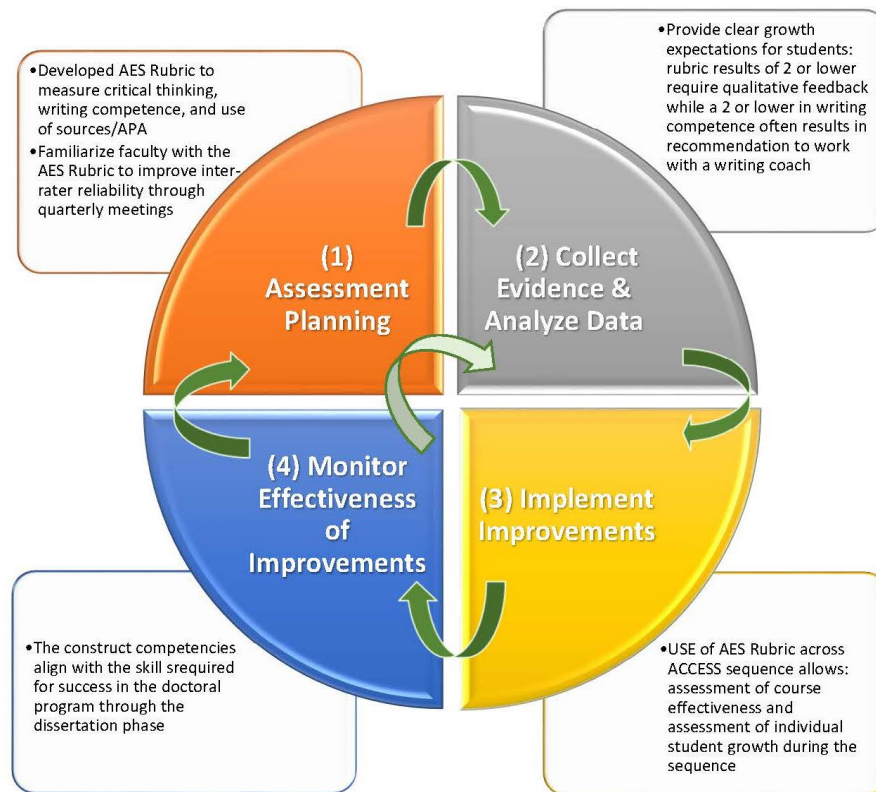 •Developed AES Rubric to
measure critical thinking,
writing competence, and use
of sources/APA
•Familiarize faculty with the
AES Rubric to improve inter-
rater reliability through
quarterly meetings
•Provide clear growth
expectations for students:
rubric results of 2 or lower
require qualitative feedback
while a 2 or lower in writing
competence often results in
recommendation to work
with a writing coach
(1)
Assessment
Planning
(2) Collect
Evidence &
Analyze Data
(4) Monitor
Effectiveness
of
Improvements
(3) Implement
Improvements
•The construct competencies
align with the skill srequired
for success in the doctoral
program through the
dissertation phase
•USE of AES Rubric across
ACCESS sequence allows:
assessment of course
effectiveness and
assessment of individual
student growth during the
sequence